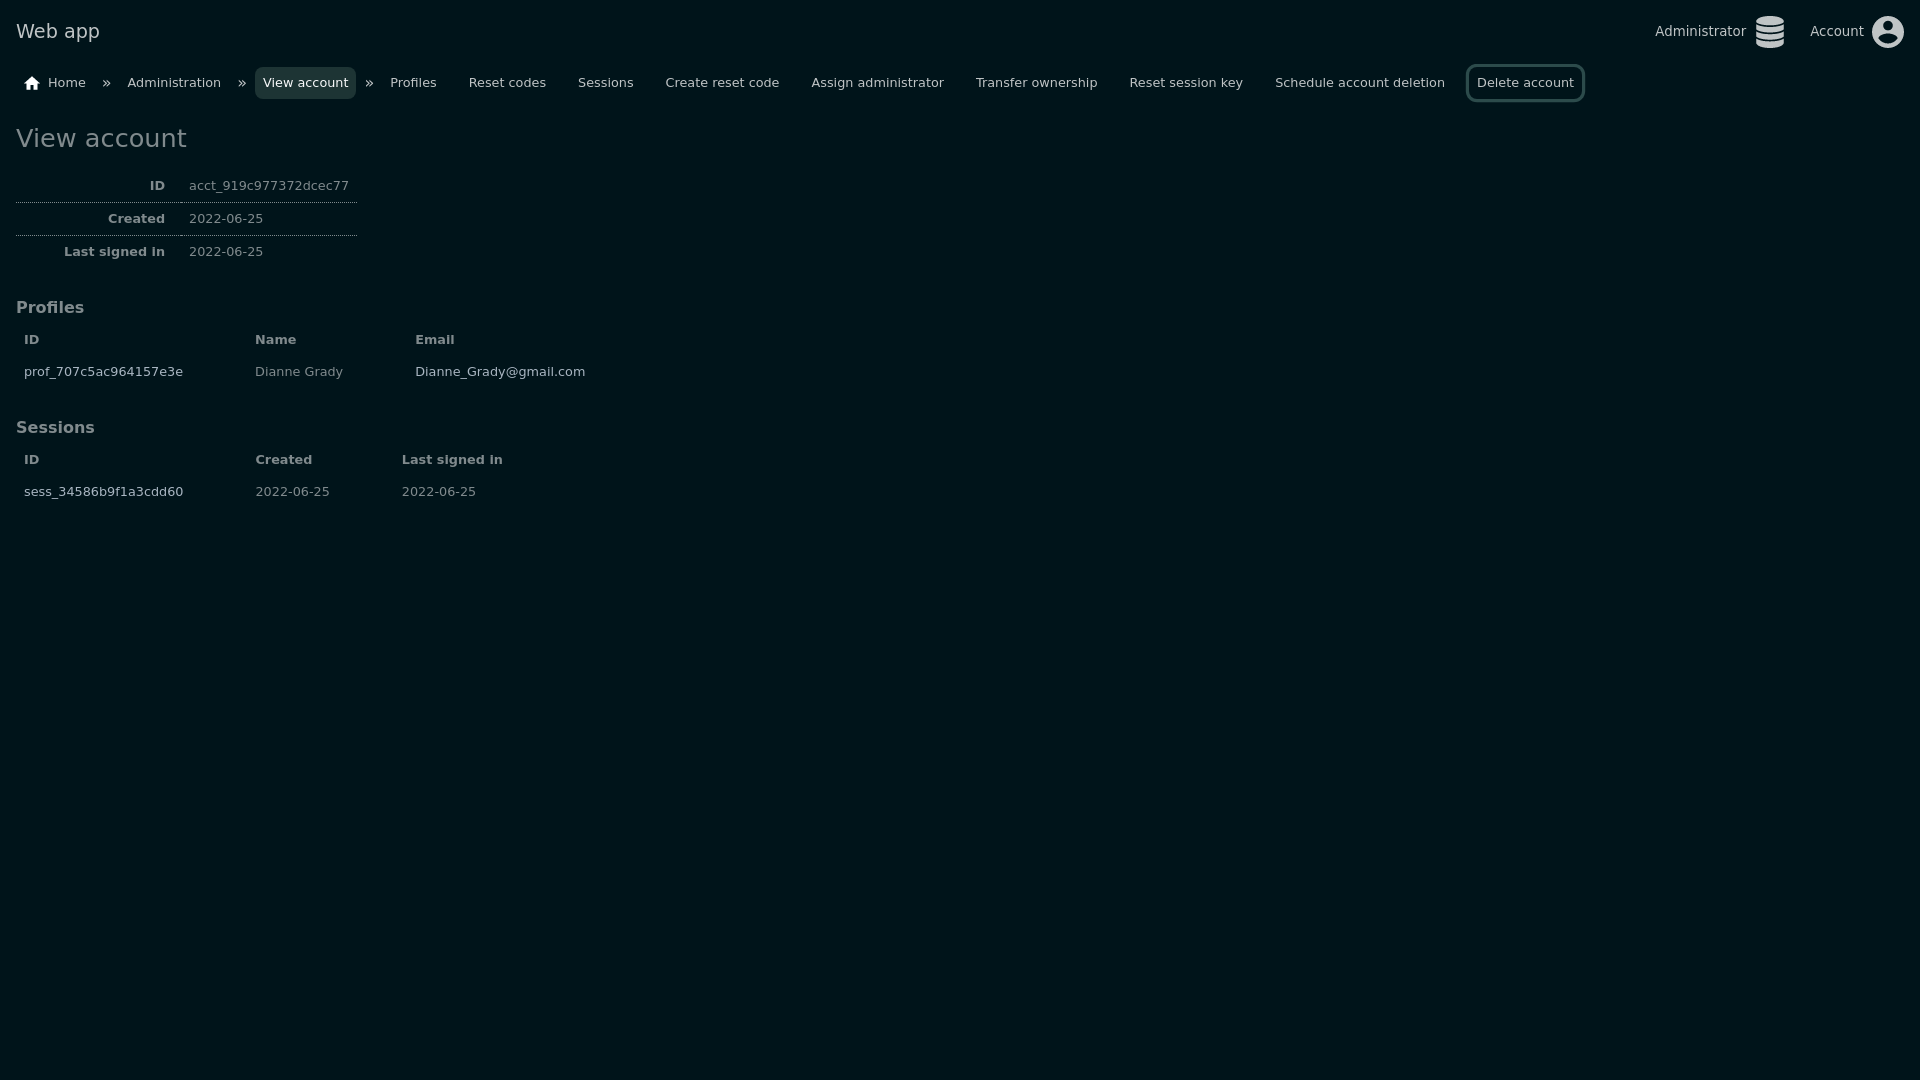 Web app
Administrator
Account
Home » Administration » View account » Profiles Reset codes Sessions Create reset code Assign administrator Transfer ownership Reset session key Schedule account deletion Delete account
View account
ID acct_919c977372dcec77
Created 2022-06-25
Last signed in 2022-06-25
Profiles
ID Name Email
prof_707c5ac964157e3e Dianne Grady Dianne_Grady@gmail.com
Sessions
ID Created Last signed in
sess_34586b9f1a3cdd60 2022-06-25 2022-06-25